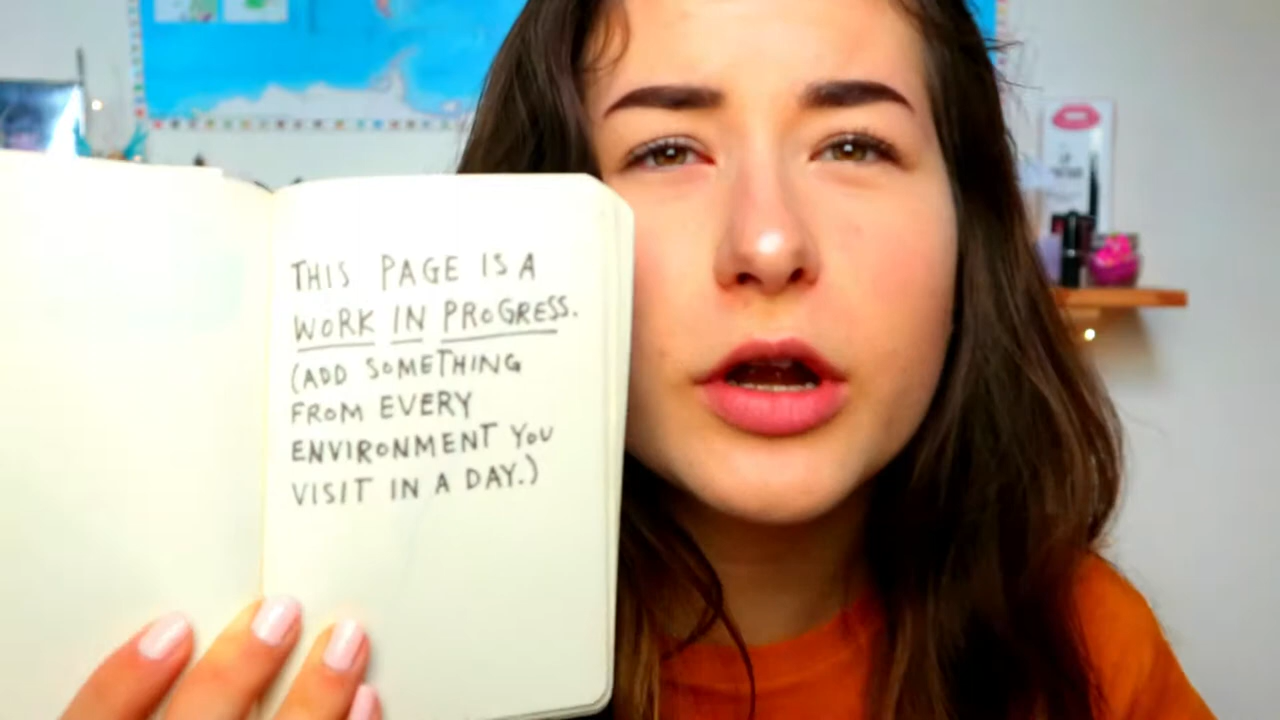 THIS PAGE IS A
WORK IN PROGRESS.
(ADD SOMETHING
FROM EVERY
ENVIRONMENT YOU
VISIT IN A DAY.)